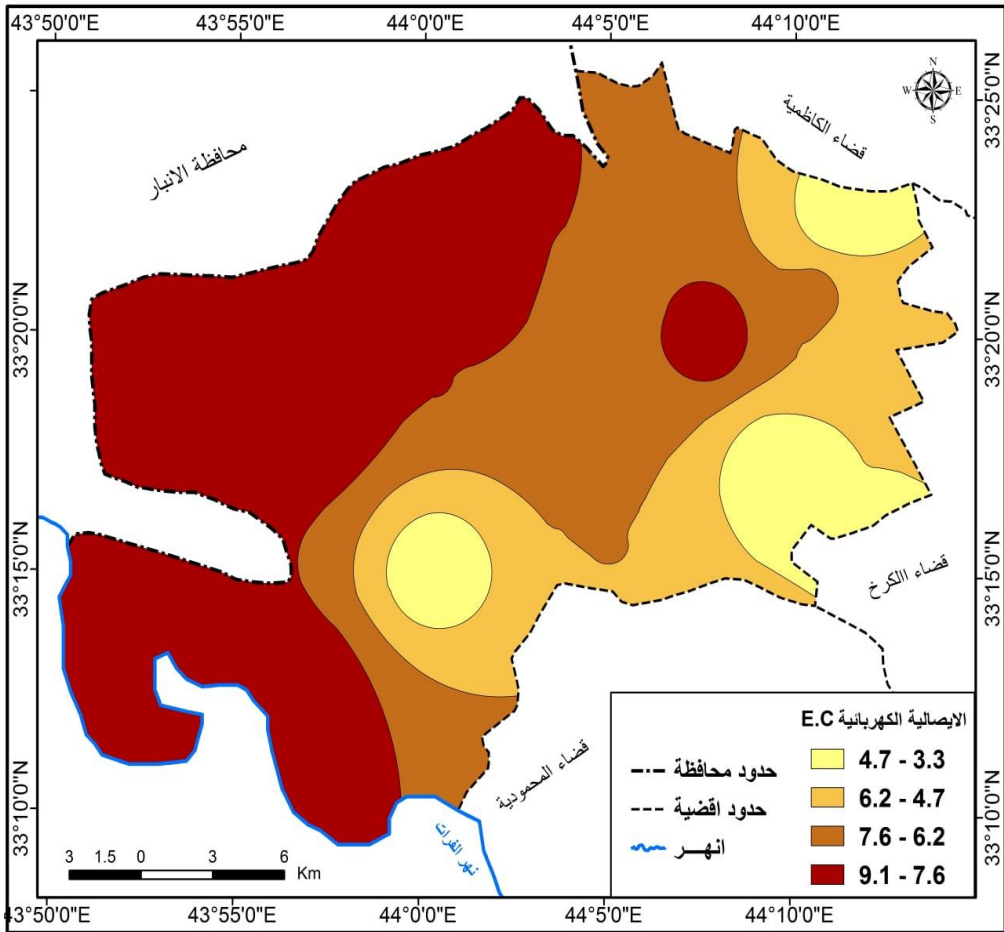 43°50'0"E 43°55'0"E 44°0'0"E 44°5'0"E 44°10'0"E
N
W E
S
33°25'0"N
33°20'0"N 33°20'0"N
33°15'0"N 33°15'0"N
33°10'0"N 33°10'0"N
محافظة الانبار
قضاء الكاظمية
قضاء االكرخ
قضاء المحمودية
نهر الفرات
الايصالية الكهربائية E.C
4.7 - 3.3
6.2 - 4.7
7.6 - 6.2
9.1 - 7.6
حدود محافظة
حدود اقضية
انهـــر
3 1.5 0 3 6
Km
43°50'0"E 43°55'0"E 44°0'0"E 44°5'0"E 44°10'0"E